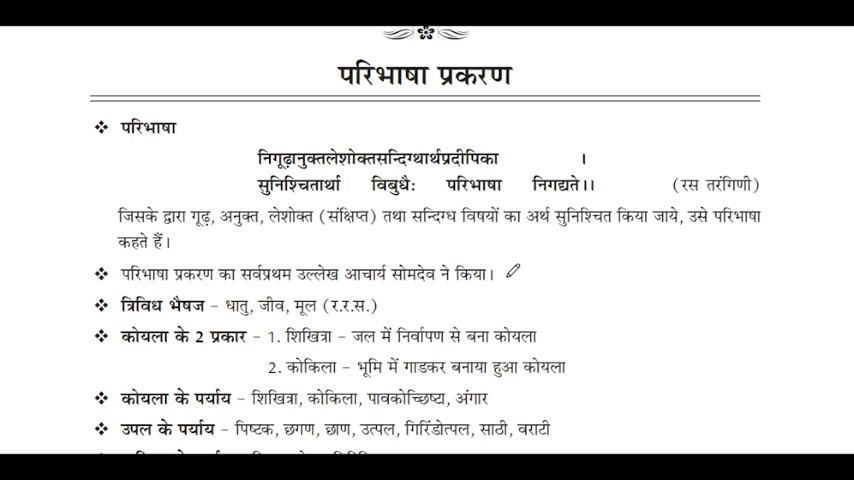 परिभाषा प्रकरण
❖ परिभाषा
निगूढ़ानुक्तलेशोक्तसन्दिग्धार्थप्रदीपिका ।
सुनिश्चितार्था विबुधैः परिभाषा निगद्यते।। (रस तरंगिणी)
जिसके द्वारा गूढ़, अनुक्त, लेशोक्त (संक्षिप्त) तथा सन्दिग्ध विषयों का अर्थ सुनिश्चित किया जाये, उसे परिभाषा
कहते हैं।
❖ परिभाषा प्रकरण का सर्वप्रथम उल्लेख आचार्य सोमदेव ने किया।
❖ त्रिविध भैषज – धातु, जीव, मूल (र.र.स.)
❖ कोयला के 2 प्रकार – 1. शिखित्रा – जल में निर्वापण से बना कोयला
2. कोकिला – भूमि में गाडकर बनाया हुआ कोयला
❖ कोयला के पर्याय – शिखित्रा, कोकिला, पावकोच्छिष्टा, अंगार
❖ उपल के पर्याय – पिष्टक, छगण, छाण, उत्पल, गिरिंडोत्पल, साठी, वराटी